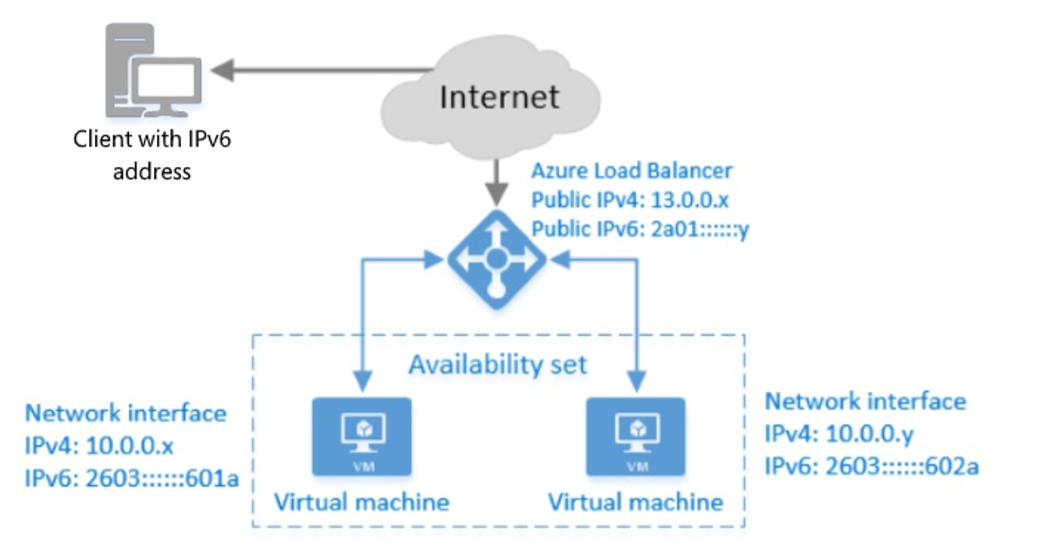 Client with IPv6
address
Internet
Azure Load Balancer
Public IPv4: 13.0.0.x
Public IPv6: 2a01::::::y
Availability set
Network interface
IPv4: 10.0.0.x
IPv6: 2603::::::601a
VM
Virtual machine
VM
Virtual machine
Network interface
IPv4: 10.0.0.y
IPv6: 2603::::::602a